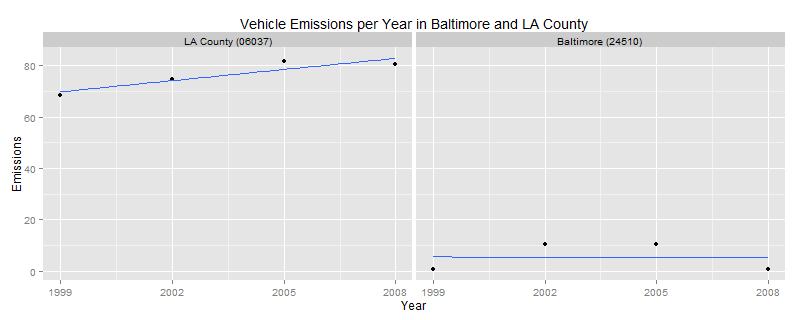 Vehicle Emissions per Year in Baltimore and LA County
LA County (06037)
Baltimore (24510)
Emissions
80
60
40
20
0
1999
2002
2005
2008
1999
2002
2005
2008
Year